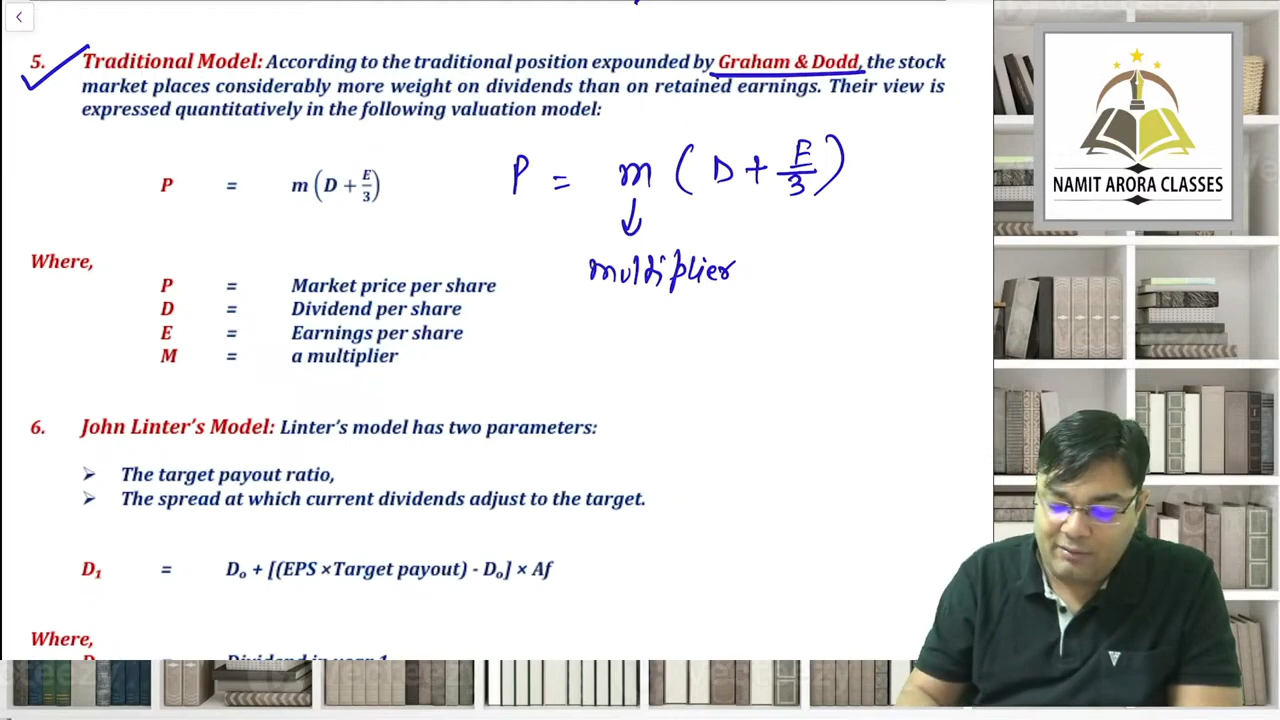 5. Traditional Model: According to the traditional position expounded by Graham & Dodd, the stock
market places considerably more weight on dividends than on retained earnings. Their view is
expressed quantitatively in the following valuation model:
P = m (D + E/3)
P = m ( D + E/3 )
multiplier
Where,
P = Market price per share
D = Dividend per share
E = Earnings per share
M = a multiplier
6. John Linter's Model: Linter's model has two parameters:
➢ The target payout ratio,
➢ The spread at which current dividends adjust to the target.
D₁ = Dₒ + [(EPS ×Target payout) - Dₒ] × Af
Where,
NAMIT ARORA CLASSES